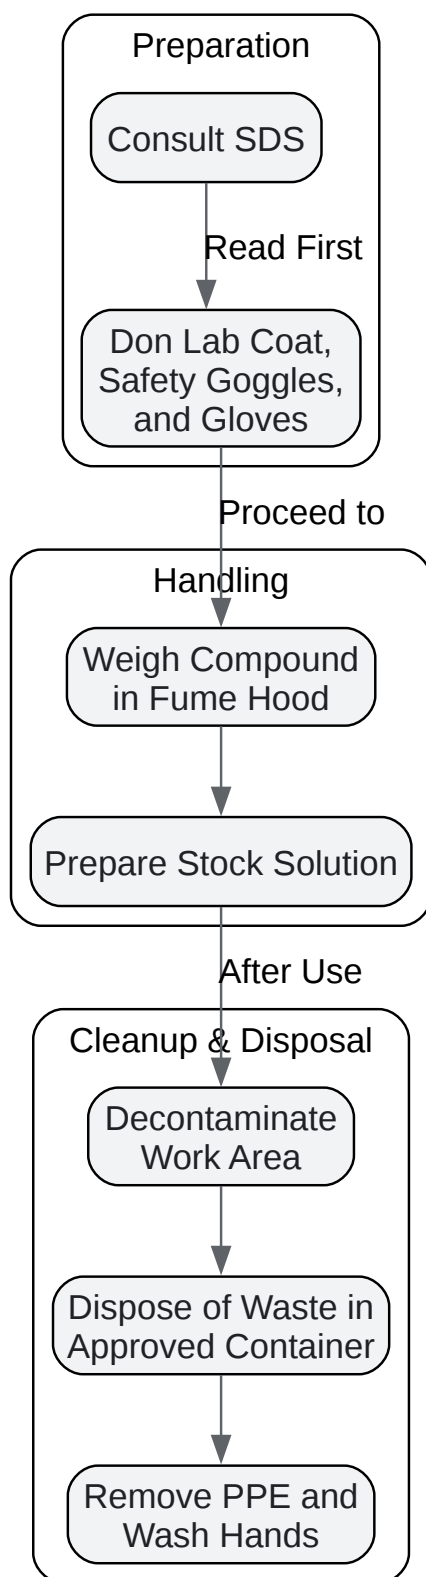 Preparation
Consult SDS
Read First
Don Lab Coat,
Safety Goggles,
and Gloves
Proceed to
Handling
Weigh Compound
in Fume Hood
Prepare Stock Solution
After Use
Cleanup & Disposal
Decontaminate
Work Area
Dispose of Waste in
Approved Container
Remove PPE and
Wash Hands